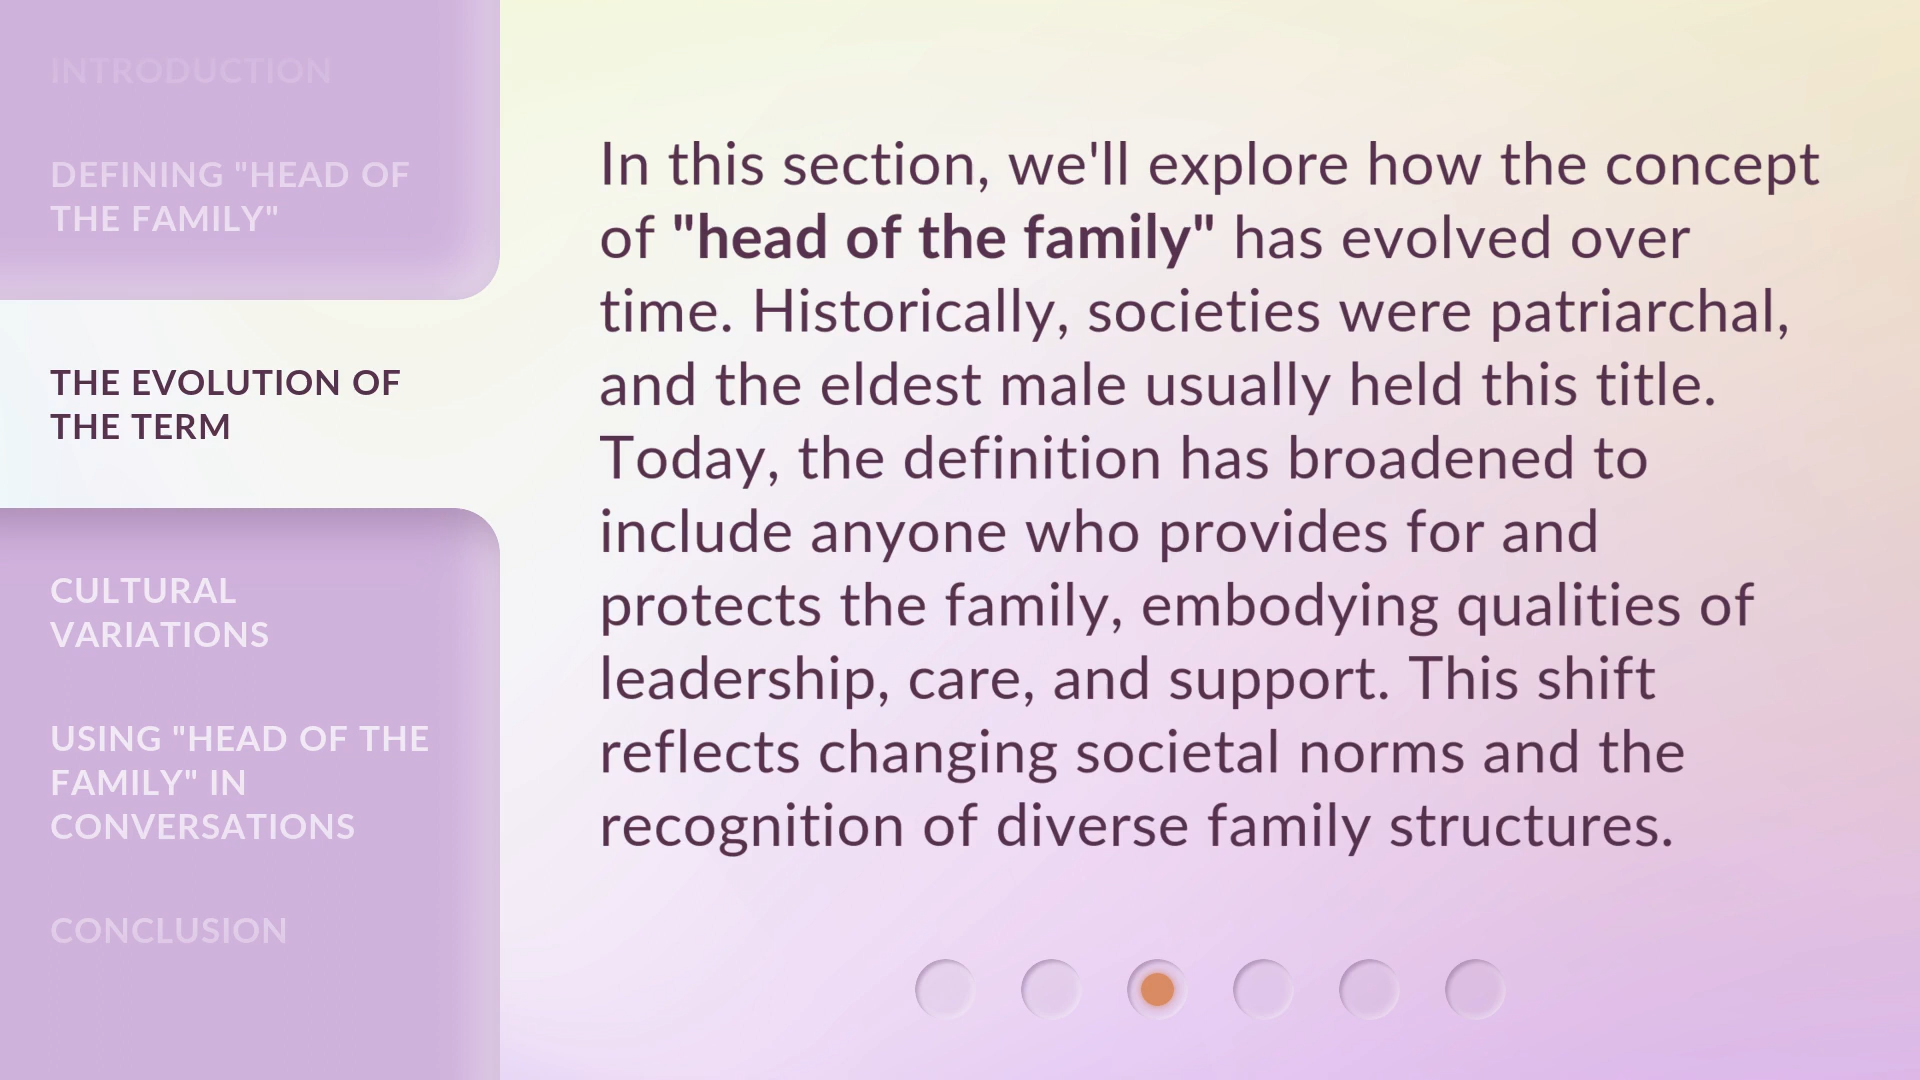 INTRODUCTION
DEFINING "HEAD OF
THE FAMILY"
THE EVOLUTION OF
THE TERM
CULTURAL
VARIATIONS
USING "HEAD OF THE
FAMILY" IN
CONVERSATIONS
CONCLUSION
In this section, we'll explore how the concept
of "head of the family" has evolved over
time. Historically, societies were patriarchal,
and the eldest male usually held this title.
Today, the definition has broadened to
include anyone who provides for and
protects the family, embodying qualities of
leadership, care, and support. This shift
reflects changing societal norms and the
recognition of diverse family structures.